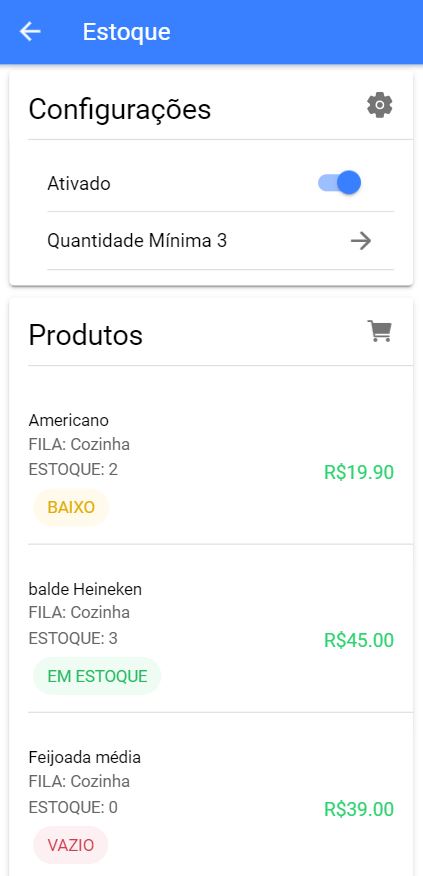 Estoque
Configurações
Ativado
Quantidade Mínima 3
Produtos
Americano
FILA: Cozinha
ESTOQUE: 2
R$19.90
BAIXO
balde Heineken
FILA: Cozinha
ESTOQUE: 3
R$45.00
EM ESTOQUE
Feijoada média
FILA: Cozinha
ESTOQUE: 0
R$39.00
VAZIO